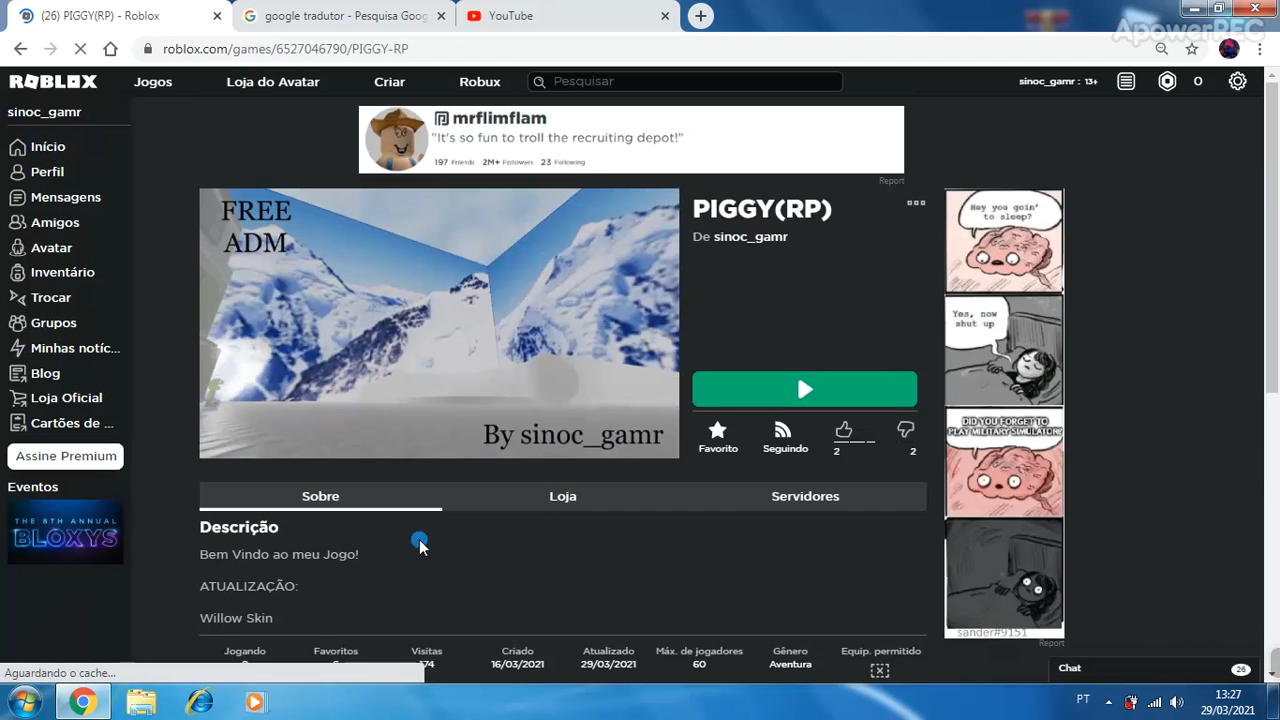 (26) PIGGY(RP) - Roblox
google tradutor - Pesquisa Goog
YouTube
ApowerREC
roblox.com/games/6527046790/PIGGY-RP
ROBLOX
Jogos
Loja do Avatar
Criar
Robux
Pesquisar
sinoc_gamr : 13+
0
sinoc_gamr
Início
Perfil
Mensagens
Amigos
Avatar
Inventário
Trocar
Grupos
Minhas notíc...
Blog
Loja Oficial
Cartões de ...
Assine Premium
Eventos
THE 8TH ANNUAL
BLOXYS
mrflimflam
"It's so fun to troll the recruiting depot!"
197 Friends 2M+ Followers 23 Following
Report
FREE
ADM
By sinoc_gamr
PIGGY(RP)
De sinoc_gamr
Favorito
Seguindo
2
2
Hey you goin'
to sleep?
Yes, now
shut up
DID YOU FORGET TO
PLAY MILITARY SIMULATOR?
sander#9151
Report
Sobre
Loja
Servidores
Descrição
Bem Vindo ao meu Jogo!
ATUALIZAÇÃO:
Willow Skin
Jogando
Favoritos
Visitas
Criado
Atualizado
Máx. de jogadores
Gênero
Equip. permitido
174
16/03/2021
29/03/2021
60
Aventura
Chat
26
Aguardando o cache...
PT
13:27
29/03/2021